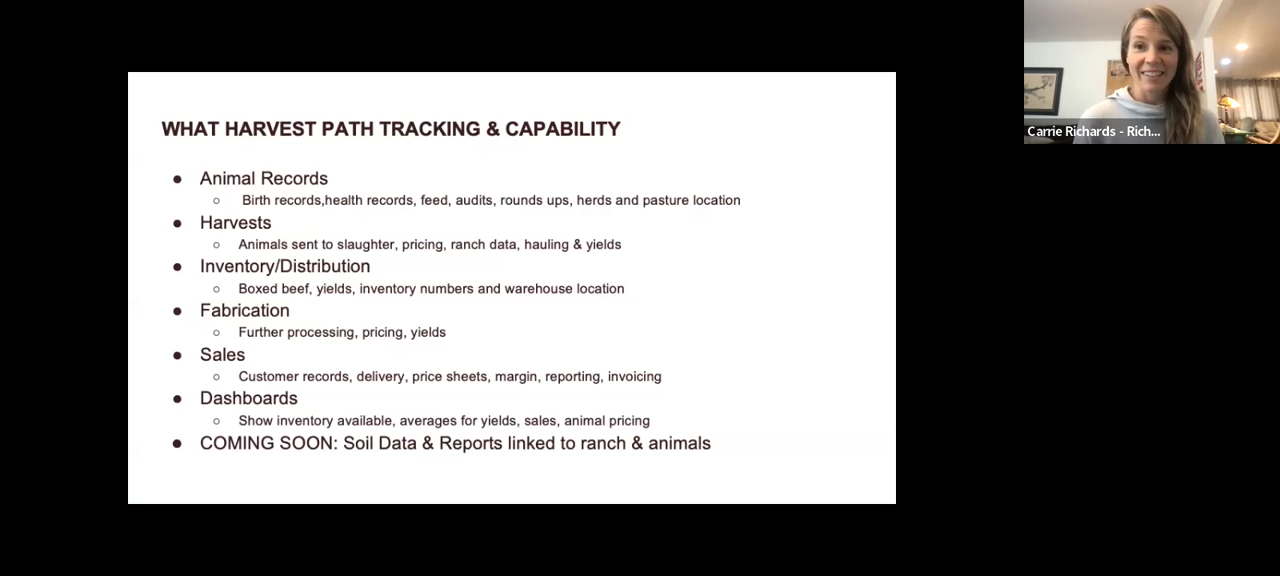 WHAT HARVEST PATH TRACKING & CAPABILITY
● Animal Records
○ Birth records,health records, feed, audits, rounds ups, herds and pasture location
● Harvests
○ Animals sent to slaughter, pricing, ranch data, hauling & yields
● Inventory/Distribution
○ Boxed beef, yields, inventory numbers and warehouse location
● Fabrication
○ Further processing, pricing, yields
● Sales
○ Customer records, delivery, price sheets, margin, reporting, invoicing
● Dashboards
○ Show inventory available, averages for yields, sales, animal pricing
● COMING SOON: Soil Data & Reports linked to ranch & animals
Carrie Richards - Rich...